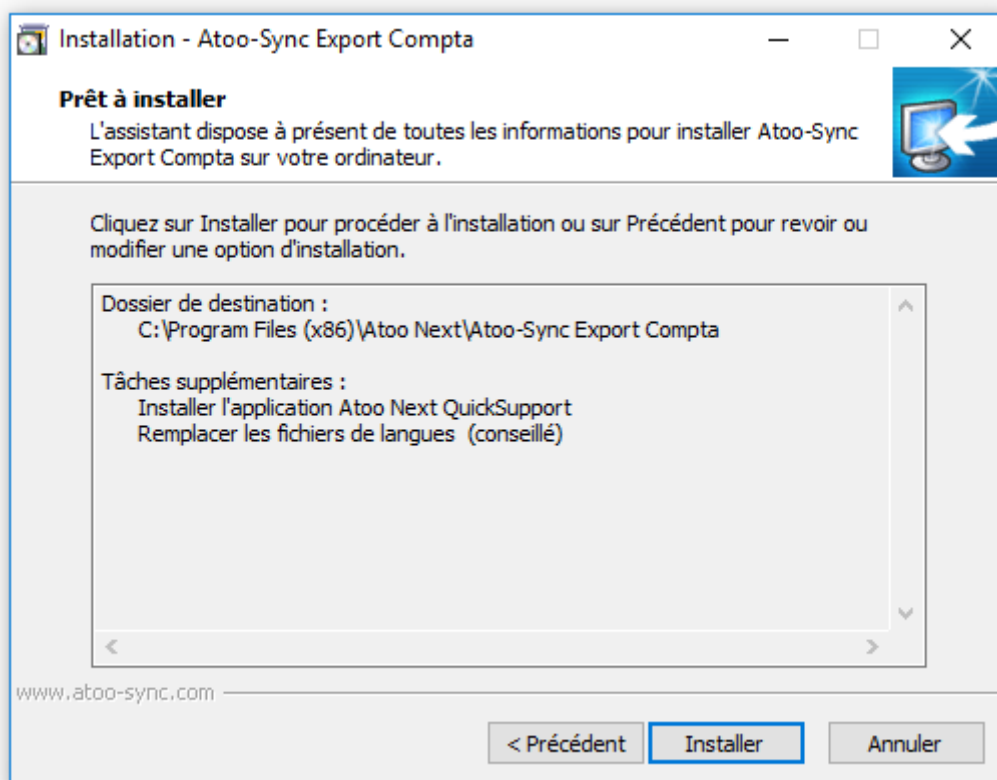 Installation - Atoo-Sync Export Compta
Prêt à installer
L'assistant dispose à présent de toutes les informations pour installer Atoo-Sync
Export Compta sur votre ordinateur.
Cliquez sur Installer pour procéder à l'installation ou sur Précédent pour revoir ou
modifier une option d'installation.
Dossier de destination :
C:\Program Files (x86)\Atoo Next\Atoo-Sync Export Compta
Tâches supplémentaires :
Installer l'application Atoo Next QuickSupport
Remplacer les fichiers de langues  (conseillé)
www.atoo-sync.com
< Précédent
Installer
Annuler